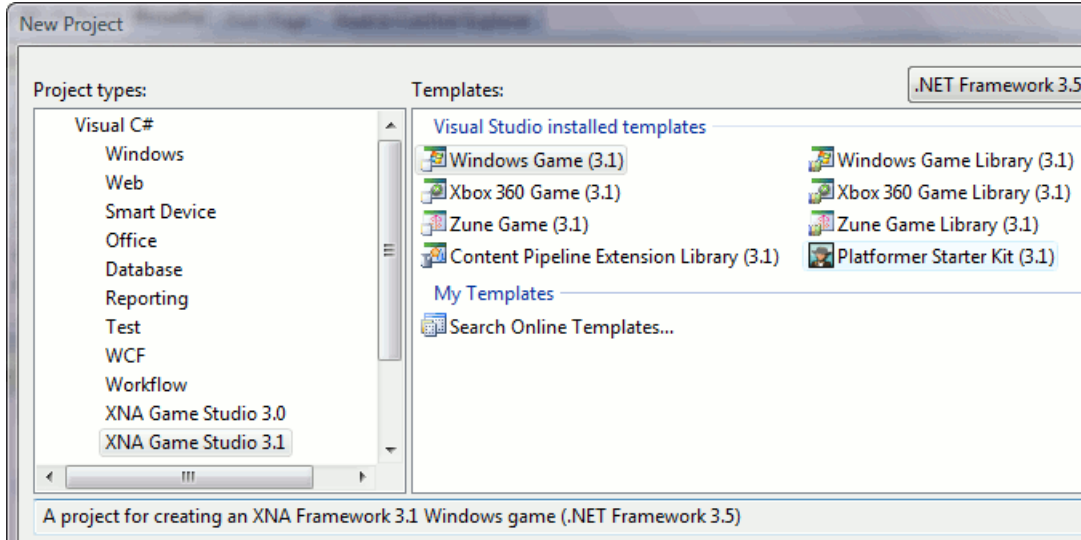 New Project
Project types:
Templates:
.NET Framework 3.5
Visual C#
Windows
Web
Smart Device
Office
Database
Reporting
Test
WCF
Workflow
XNA Game Studio 3.0
XNA Game Studio 3.1
Visual Studio installed templates
Windows Game (3.1)
Windows Game Library (3.1)
Xbox 360 Game (3.1)
Xbox 360 Game Library (3.1)
Zune Game (3.1)
Zune Game Library (3.1)
Content Pipeline Extension Library (3.1)
Platformer Starter Kit (3.1)
My Templates
Search Online Templates...
A project for creating an XNA Framework 3.1 Windows game (.NET Framework 3.5)